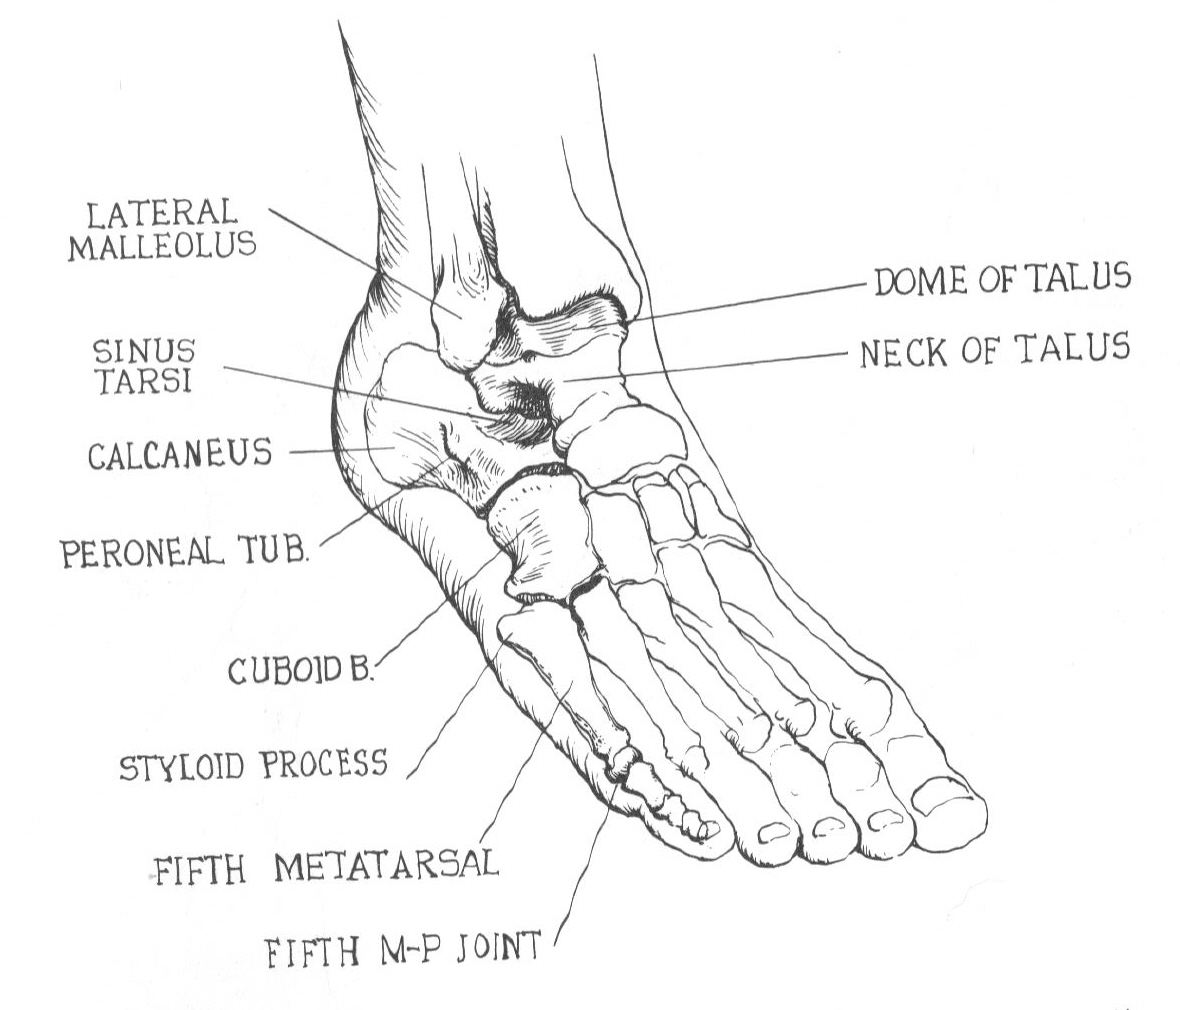 LATERAL
MALLEOLUS
SINUS
TARSI
CALCANEUS
PERONEAL TUB.
CUBOID B.
STYLOID PROCESS
FIFTH METATARSAL
FIFTH M-P JOINT
DOME OF TALUS
NECK OF TALUS